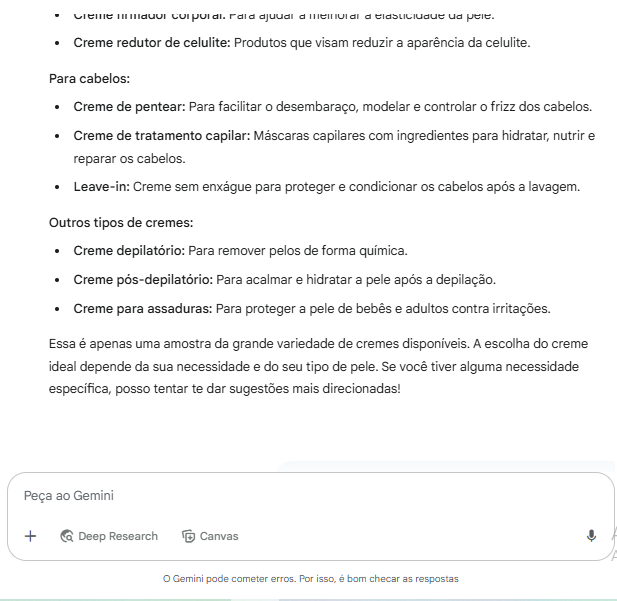 Creme firmador corporal: Para ajudar a melhorar a elasticidade da pele.
Creme redutor de celulite: Produtos que visam reduzir a aparência da celulite.
Para cabelos:
Creme de pentear: Para facilitar o desembaraço, modelar e controlar o frizz dos cabelos.
Creme de tratamento capilar: Máscaras capilares com ingredientes para hidratar, nutrir e
reparar os cabelos.
Leave-in: Creme sem enxágue para proteger e condicionar os cabelos após a lavagem.
Outros tipos de cremes:
Creme depilatório: Para remover pelos de forma química.
Creme pós-depilatório: Para acalmar e hidratar a pele após a depilação.
Creme para assaduras: Para proteger a pele de bebês e adultos contra irritações.
Essa é apenas uma amostra da grande variedade de cremes disponíveis. A escolha do creme
ideal depende da sua necessidade e do seu tipo de pele. Se você tiver alguma necessidade
específica, posso tentar te dar sugestões mais direcionadas!
Peça ao Gemini
Deep Research Canvas
O Gemini pode cometer erros. Por isso, é bom checar as respostas